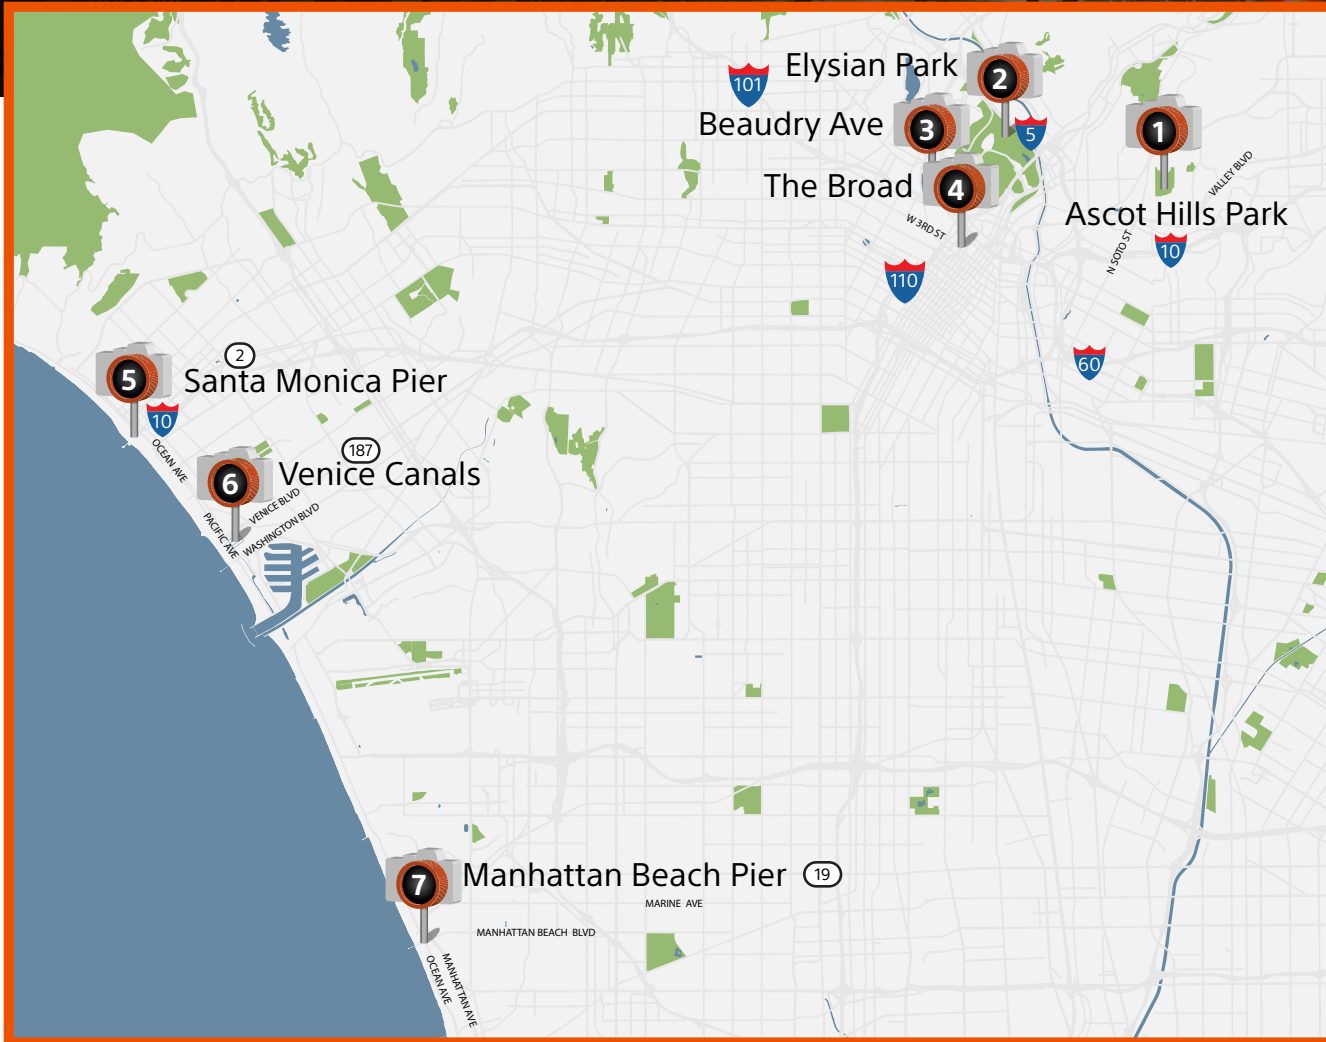 Elysian Park
2
101
Beaudry Ave
3
5
1
The Broad
4
VALLEY BLVD
Ascot Hills Park
W 3RD ST
N SOTO ST
10
110
60
2
5
Santa Monica Pier
10
OCEAN AVE
187
6
Venice Canals
VENICE BLVD
PACIFIC AVE
WASHINGTON BLVD
7
Manhattan Beach Pier
19
MARINE AVE
MANHATTAN BEACH BLVD
OCEAN AVE
MANHATTAN AVE